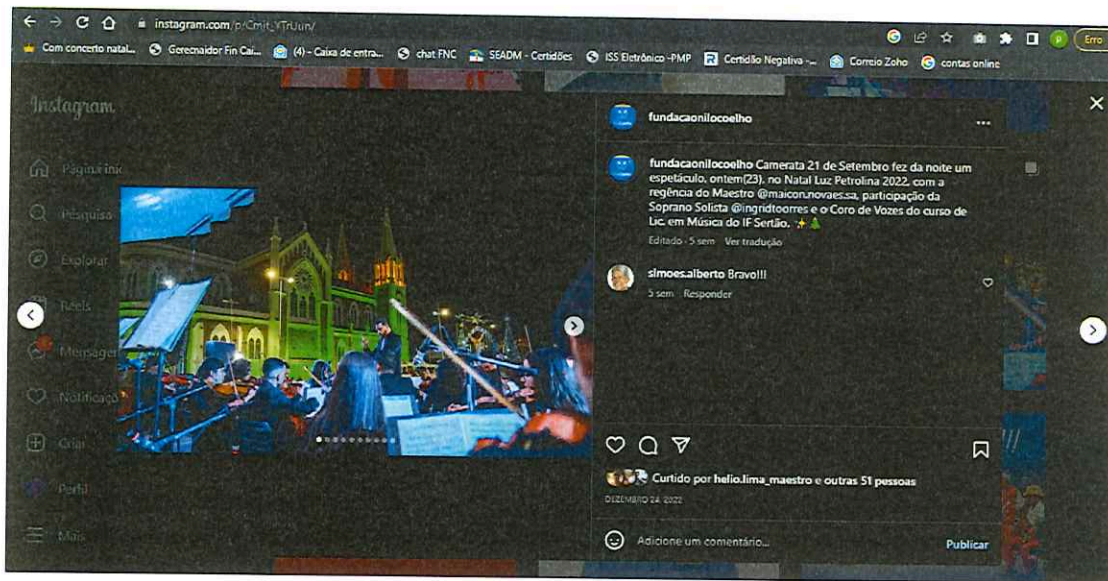 instagram.com/p/Cmjt_YTrUun/
Erro
Com concerto natal...
Gerecnaidor Fin Cai...
(4) - Caixa de entra...
chat FNC
SEADM - Certidões
ISS Eletrônico -PMP
Certidão Negativa -...
Correio Zoho
contas online
Instagram
Página inic
Pesquisa
Explorar
Reels
Mensagen
Notificaçõ
Criar
Perfil
Mais
fundacaonilocoelho
fundacaonilocoelho Camerata 21 de Setembro fez da noite um
espetáculo, ontem(23), no Natal Luz Petrolina 2022, com a
regência do Maestro @maicon.novaes.sa, participação da
Soprano Solista @ingridtoorres e o Coro de Vozes do curso de
Lic. em Música do IF Sertão.
Editado · 5 sem Ver tradução
simoes.alberto Bravo!!!
5 sem Responder
Curtido por helio.lima_maestro e outras 51 pessoas
DEZEMBRO 24, 2022
Adicione um comentário...
Publicar